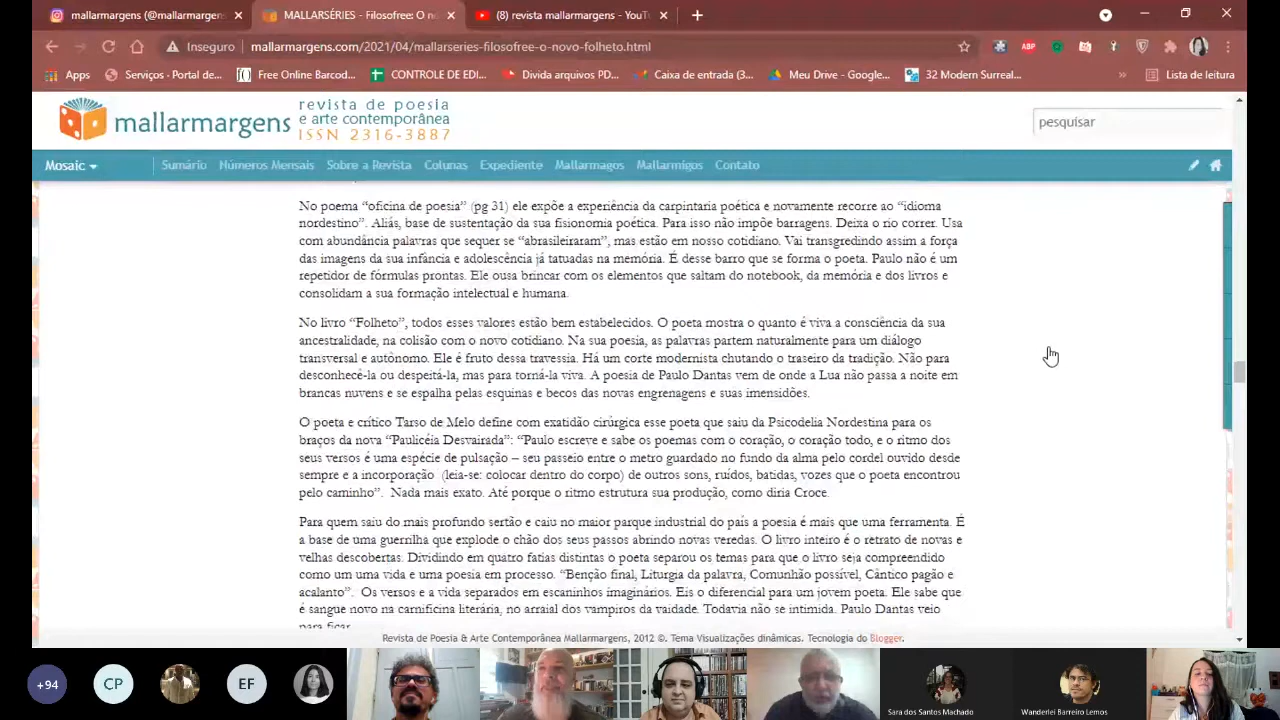 mallarmargens (@mallarmargen
MALLARSÉRIES - Filosofree: O n
(8) revista mallarmargens - YouTu
Inseguro
mallarmargens.com/2021/04/mallarseries-filosofree-o-novo-folheto.html
ABP
Apps
Serviços - Portal de...
Free Online Barcod...
CONTROLE DE EDI...
Divida arquivos PD...
Caixa de entrada (3...
Meu Drive - Google...
32 Modern Surreal...
»
Lista de leitura
mallarmargens
revista de poesia
e arte contemporânea
ISSN 2316-3887
pesquisar
Mosaic
Sumário
Números Mensais
Sobre a Revista
Colunas
Expediente
Mallarmagos
Mallarmigos
Contato
No poema “oficina de poesia” (pg 31) ele expõe a experiência da carpintaria poética e novamente recorre ao “idioma
nordestino”. Aliás, base de sustentação da sua fisionomia poética. Para isso não impõe barragens. Deixa o rio correr. Usa
com abundância palavras que sequer se “abrasileiraram”, mas estão em nosso cotidiano. Vai transgredindo assim a força
das imagens da sua infância e adolescência já tatuadas na memória. É desse barro que se forma o poeta. Paulo não é um
repetidor de fórmulas prontas. Ele ousa brincar com os elementos que saltam do notebook, da memória e dos livros e
consolidam a sua formação intelectual e humana.
No livro “Folheto”, todos esses valores estão bem estabelecidos. O poeta mostra o quanto é viva a consciência da sua
ancestralidade, na colisão com o novo cotidiano. Na sua poesia, as palavras partem naturalmente para um diálogo
transversal e autônomo. Ele é fruto dessa travessia. Há um corte modernista chutando o traseiro da tradição. Não para
desconhecê-la ou despeitá-la, mas para torná-la viva. A poesia de Paulo Dantas vem de onde a Lua não passa a noite em
brancas nuvens e se espalha pelas esquinas e becos das novas engrenagens e suas imensidões.
O poeta e crítico Tarso de Melo define com exatidão cirúrgica esse poeta que saiu da Psicodelia Nordestina para os
braços da nova “Paulicéia Desvairada”: “Paulo escreve e sabe os poemas com o coração, o coração todo, e o ritmo dos
seus versos é uma espécie de pulsação – seu passeio entre o metro guardado no fundo da alma pelo cordel ouvido desde
sempre e a incorporação (leia-se: colocar dentro do corpo) de outros sons, ruídos, batidas, vozes que o poeta encontrou
pelo caminho”. Nada mais exato. Até porque o ritmo estrutura sua produção, como diria Croce.
Para quem saiu do mais profundo sertão e caiu no maior parque industrial do país a poesia é mais que uma ferramenta. É
a base de uma guerrilha que explode o chão dos seus passos abrindo novas veredas. O livro inteiro é o retrato de novas e
velhas descobertas. Dividindo em quatro fatias distintas o poeta separou os temas para que o livro seja compreendido
como um uma vida e uma poesia em processo. “Benção final, Liturgia da palavra, Comunhão possível, Cântico pagão e
acalanto”. Os versos e a vida separados em escaninhos imaginários. Eis o diferencial para um jovem poeta. Ele sabe que
é sangue novo na carnificina literária, no arraial dos vampiros da vaidade. Todavia não se intimida. Paulo Dantas veio
para ficar.
Revista de Poesia & Arte Contemporânea Mallarmargens, 2012 ©. Tema Visualizações dinâmicas. Tecnologia do Blogger.
+94
CP
EF
Sara dos Santos Machado
Wanderlei Barreiro Lemos